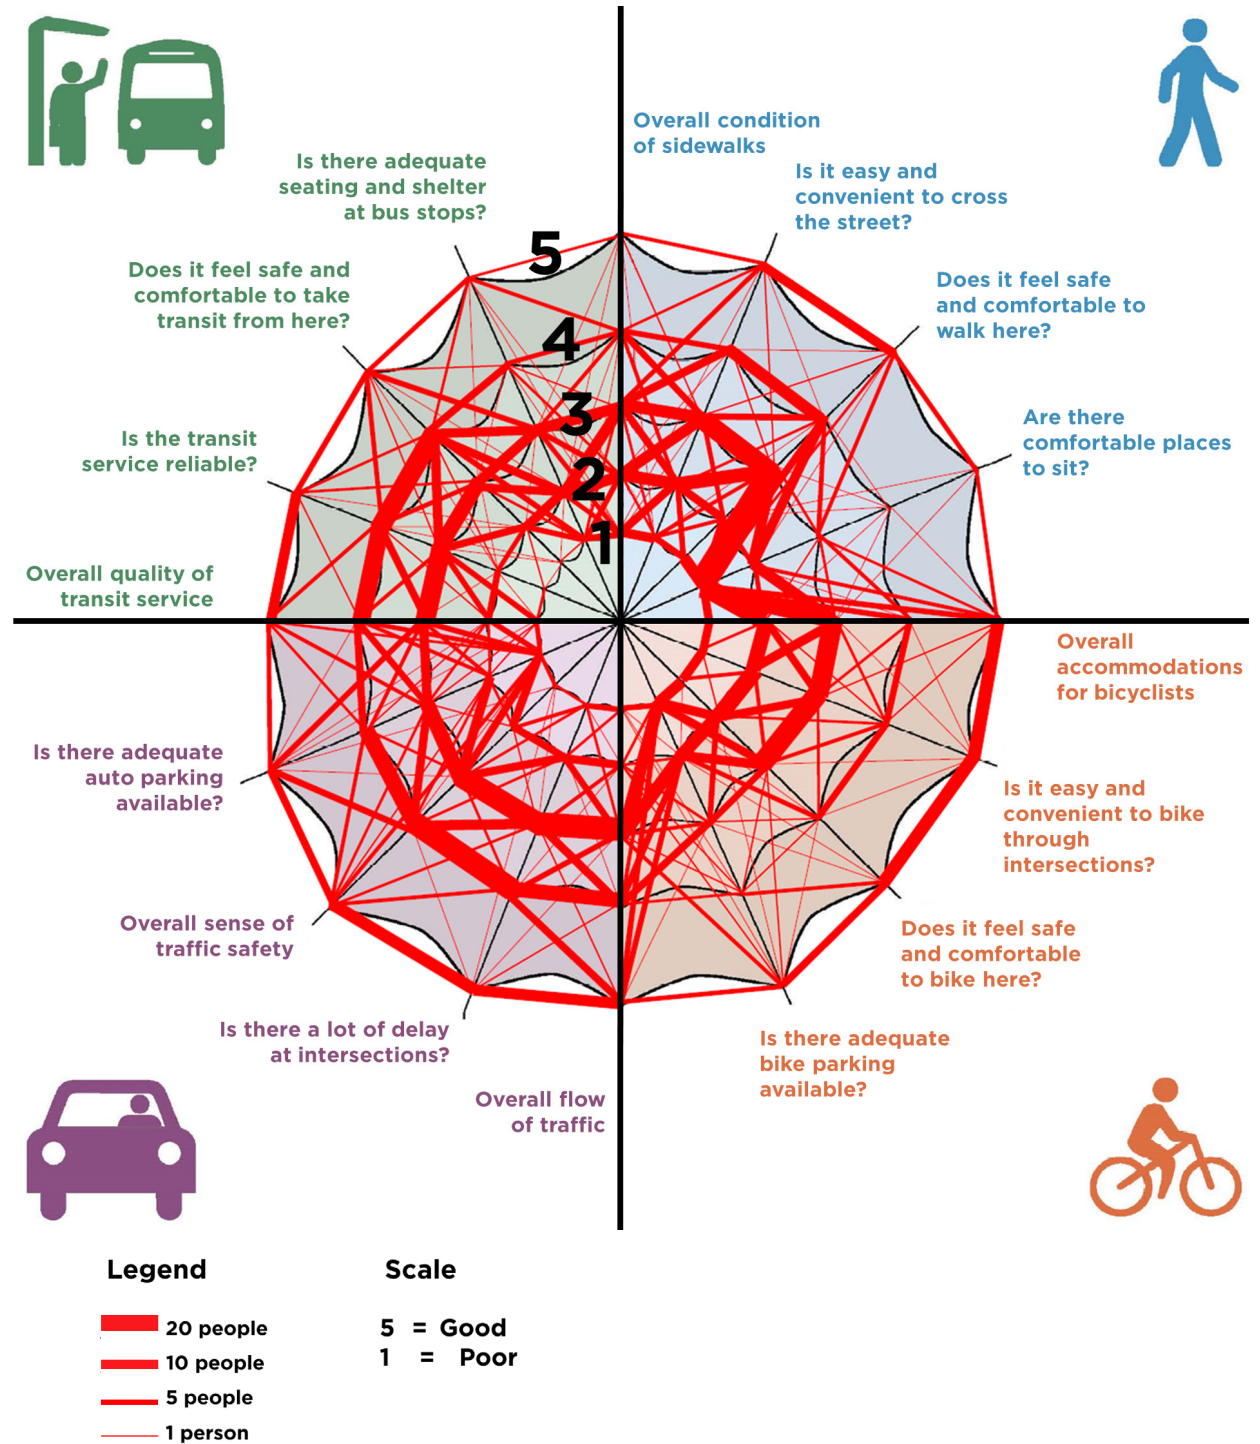 Overall condition
of sidewalks
Is it easy and
convenient to cross
the street?
Does it feel safe
and comfortable to
walk here?
Are there
comfortable places
to sit?
Is there adequate
seating and shelter
at bus stops?
Does it feel safe and
comfortable to take
transit from here?
Is the transit
service reliable?
Overall quality of
transit service
5
4
3
2
1
Overall
accommodations
for bicyclists
Is it easy and
convenient to bike
through
intersections?
Does it feel safe
and comfortable
to bike here?
Is there adequate
bike parking
available?
Is there adequate
auto parking
available?
Overall sense of
traffic safety
Is there a lot of delay
at intersections?
Overall flow
of traffic
Legend
20 people
10 people
5 people
1 person
Scale
5 = Good
1 = Poor